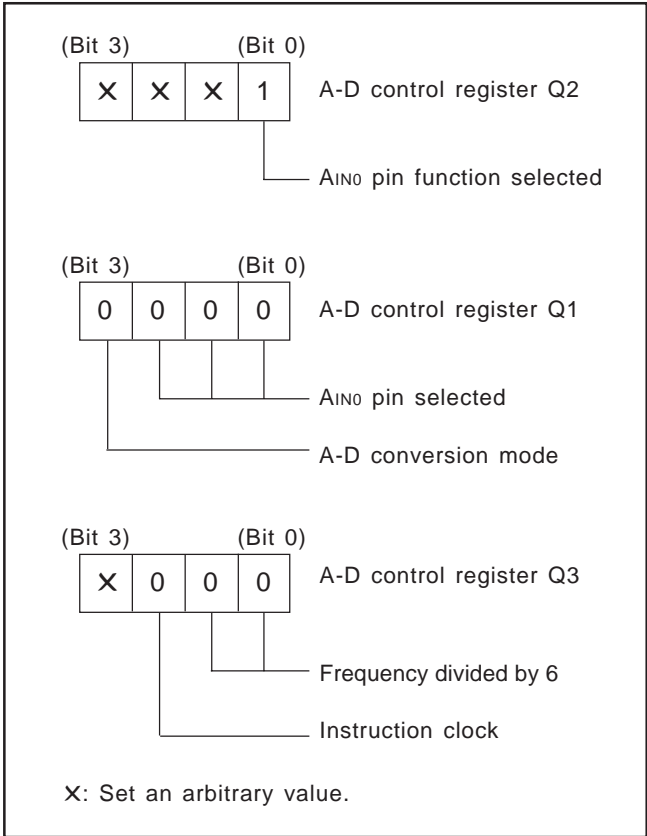 (Bit 3) (Bit 0)
✕ ✕ ✕ 1 A-D control register Q2
AIN0 pin function selected
(Bit 3) (Bit 0)
0 0 0 0 A-D control register Q1
AIN0 pin selected
A-D conversion mode
(Bit 3) (Bit 0)
✕ 0 0 0 A-D control register Q3
Frequency divided by 6
Instruction clock
✕: Set an arbitrary value.